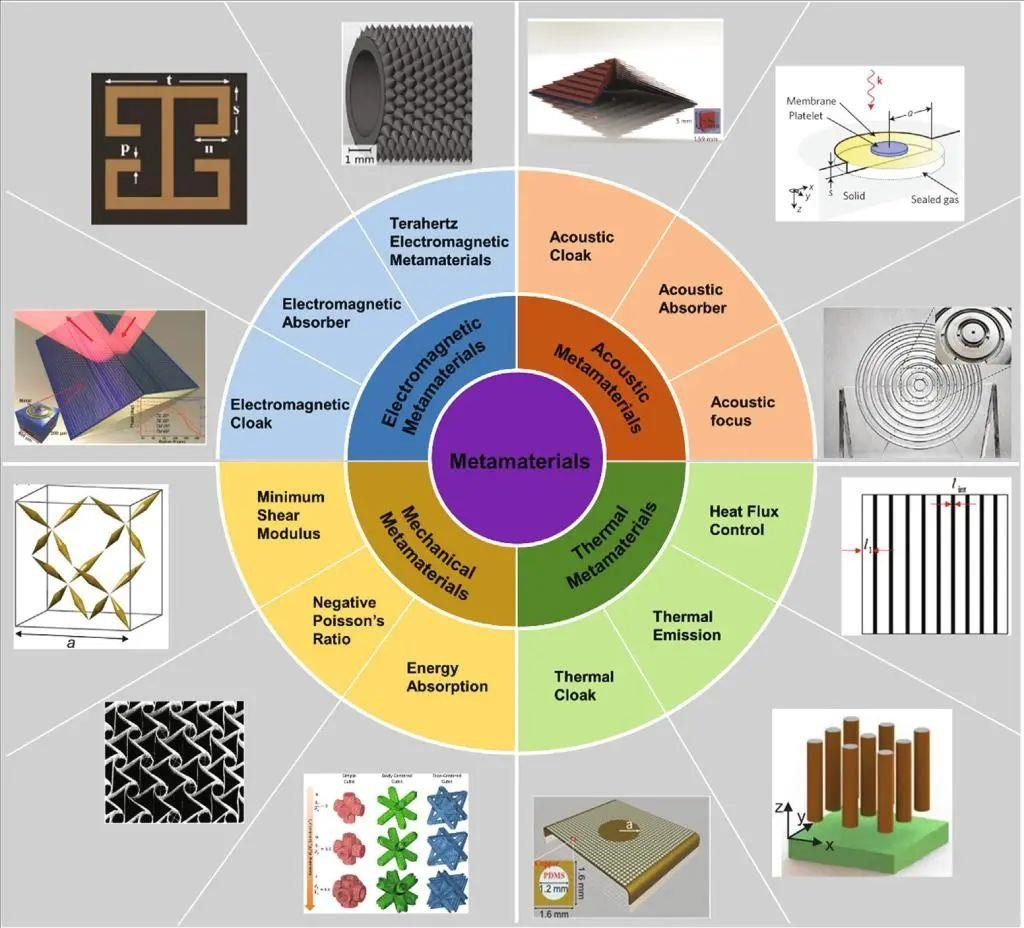 t
s
p
u
1 mm
5 mm
k
Membrane
Platelet
a
x
y
z
s
Solid
Sealed gas
Terahertz
Electromagnetic
Metamaterials
Electromagnetic
Absorber
Electromagnetic
Cloak
Electromagnetic
Metamaterials
Acoustic
Cloak
Acoustic
Absorber
Acoustic
focus
Acoustic
Metamaterials
Metamaterials
Minimum
Shear
Modulus
Negative
Poisson's
Ratio
Energy
Absorption
Mechanical
Metamaterials
Heat Flux
Control
Thermal
Emission
Thermal
Cloak
Thermal
Metamaterials
a
Simple
Cubic
Body-Centered
Cubic
Face-Centered
Cubic
a
Copper
PDMS
1.2 mm
1.6 mm
1.6 mm
z
y
x